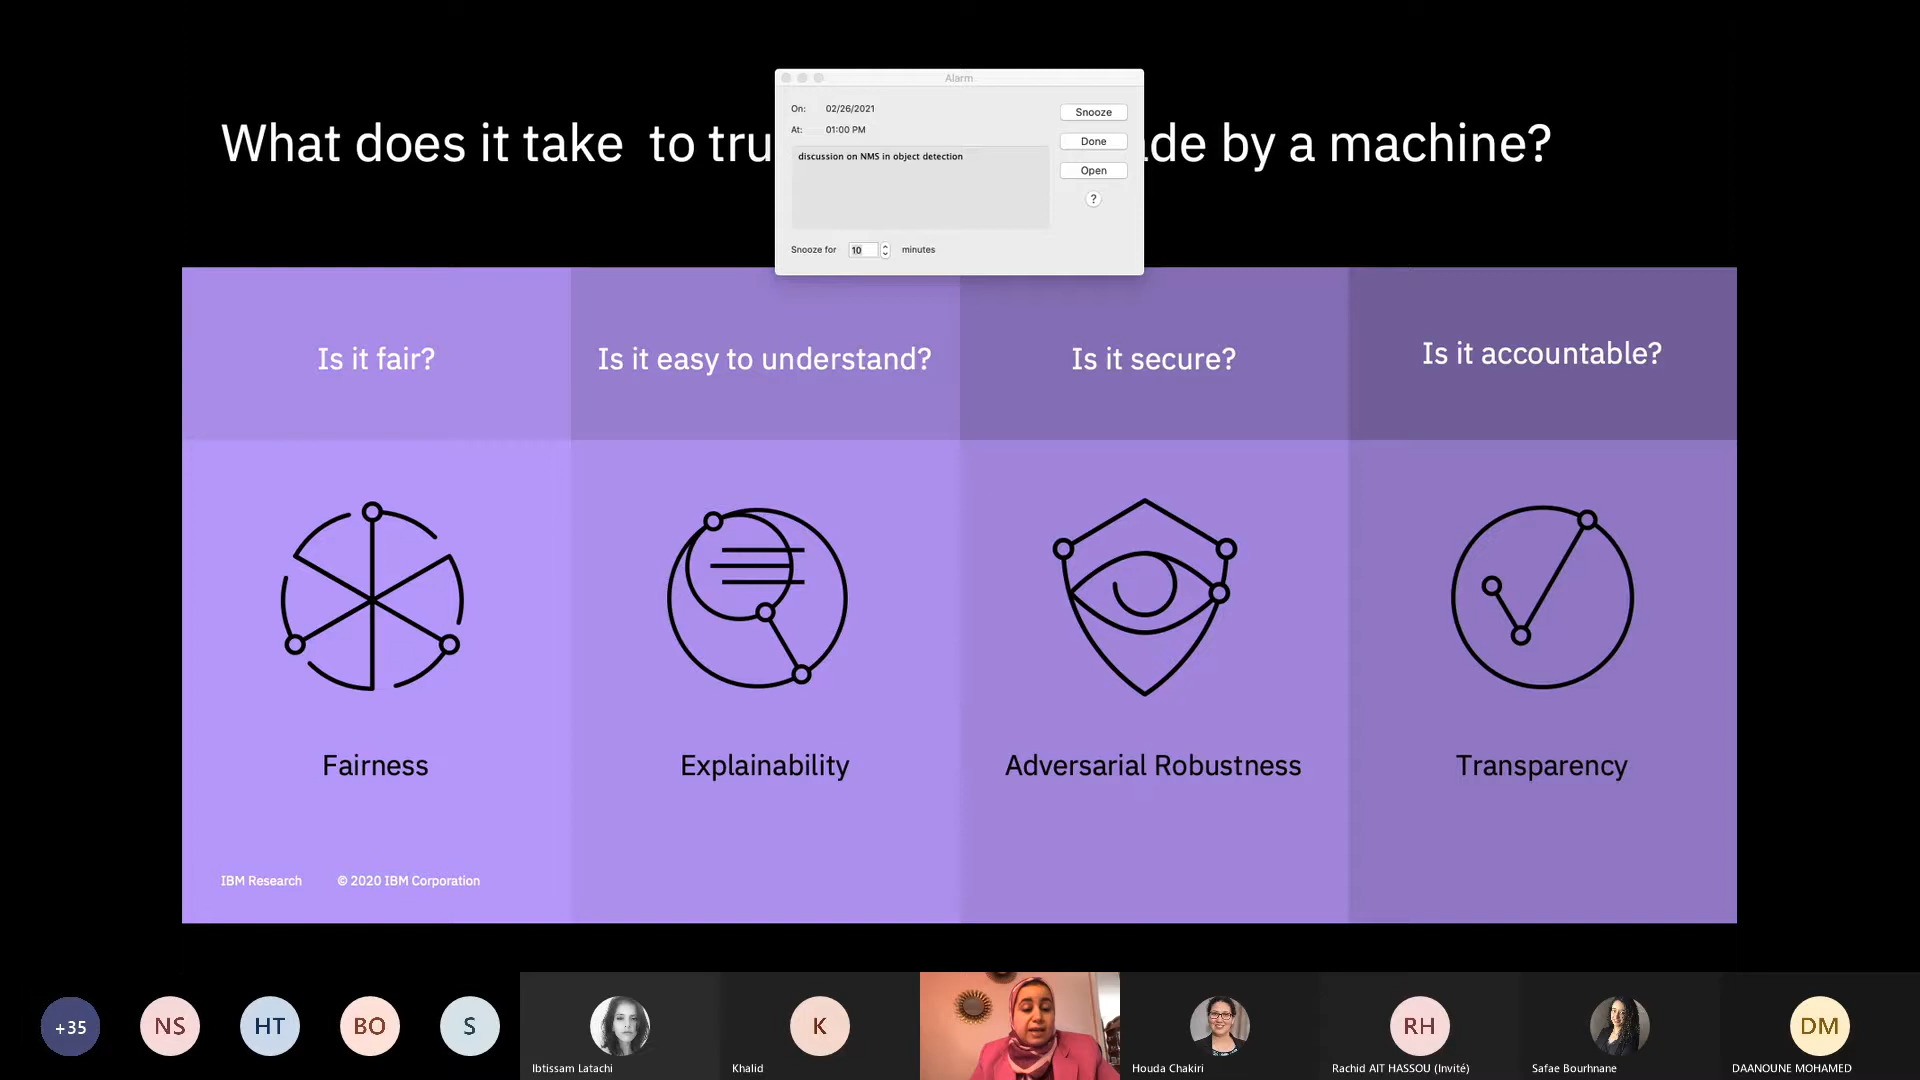 Alarm
On: 02/26/2021
At: 01:00 PM
discussion on NMS in object detection
Snooze
Done
Open
?
Snooze for 10 minutes
What does it take to tru
de by a machine?
Is it fair?
Is it easy to understand?
Is it secure?
Is it accountable?
Fairness
Explainability
Adversarial Robustness
Transparency
IBM Research © 2020 IBM Corporation
+35
NS
HT
BO
S
K
RH
DM
Ibtissam Latachi
Khalid
Houda Chakiri
Rachid AIT HASSOU (Invité)
Safae Bourhnane
DAANOUNE MOHAMED